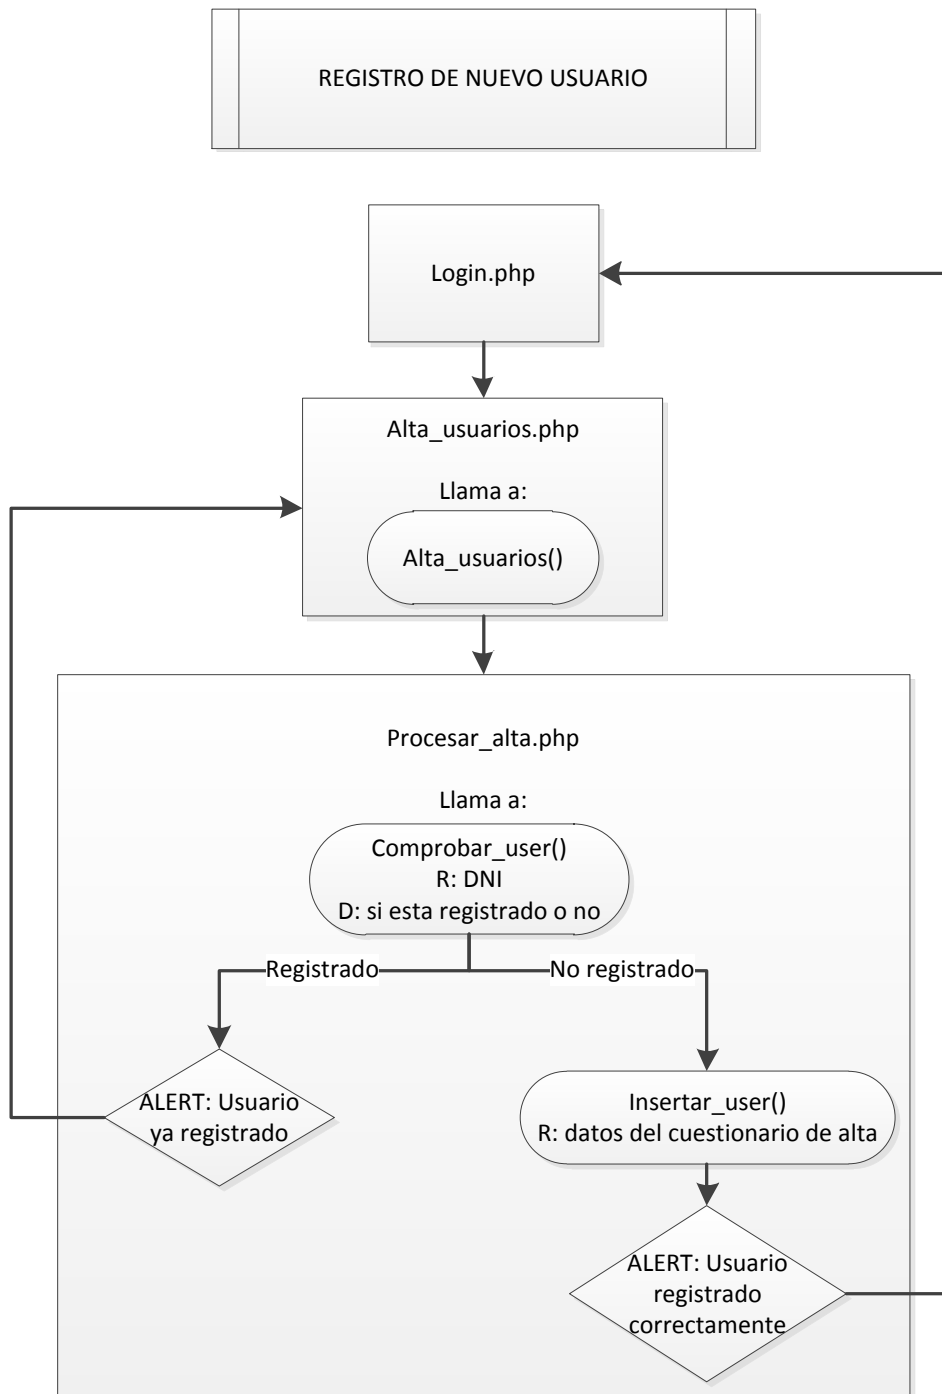 REGISTRO DE NUEVO USUARIO
Login.php
Alta_usuarios.php
Llama a:
Alta_usuarios()
Procesar_alta.php
Llama a:
Comprobar_user()
R: DNI
D: si esta registrado o no
Registrado
No registrado
ALERT: Usuario
ya registrado
Insertar_user()
R: datos del cuestionario de alta
ALERT: Usuario
registrado
correctamente